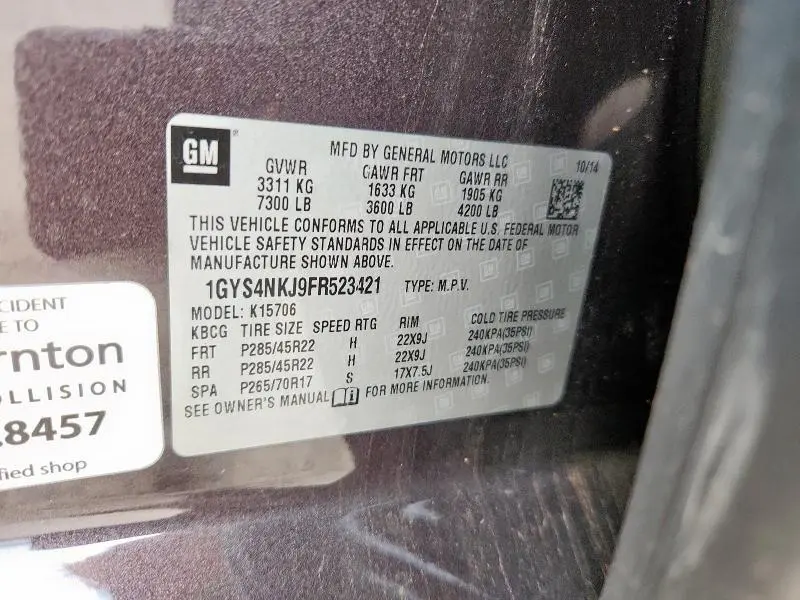 GM
MFD BY GENERAL MOTORS LLC
10/14
GVWR GAWR FRT GAWR RR
3311 KG 1633 KG 1905 KG
7300 LB 3600 LB 4200 LB
THIS VEHICLE CONFORMS TO ALL APPLICABLE U.S. FEDERAL MOTOR
VEHICLE SAFETY STANDARDS IN EFFECT ON THE DATE OF
MANUFACTURE SHOWN ABOVE.
1GYS4NKJ9FR523421 TYPE: M.P.V.
MODEL: K15706
KBCG TIRE SIZE SPEED RTG RIM COLD TIRE PRESSURE
FRT P285/45R22 H 22X9J 240KPA(35PSI)
RR P285/45R22 H 22X9J 240KPA(35PSI)
SPA P265/70R17 S 17X7.5J 240KPA(35PSI)
SEE OWNER'S MANUAL FOR MORE INFORMATION.
CIDENT
E TO
rnton
OLLISION
.8457
fied shop